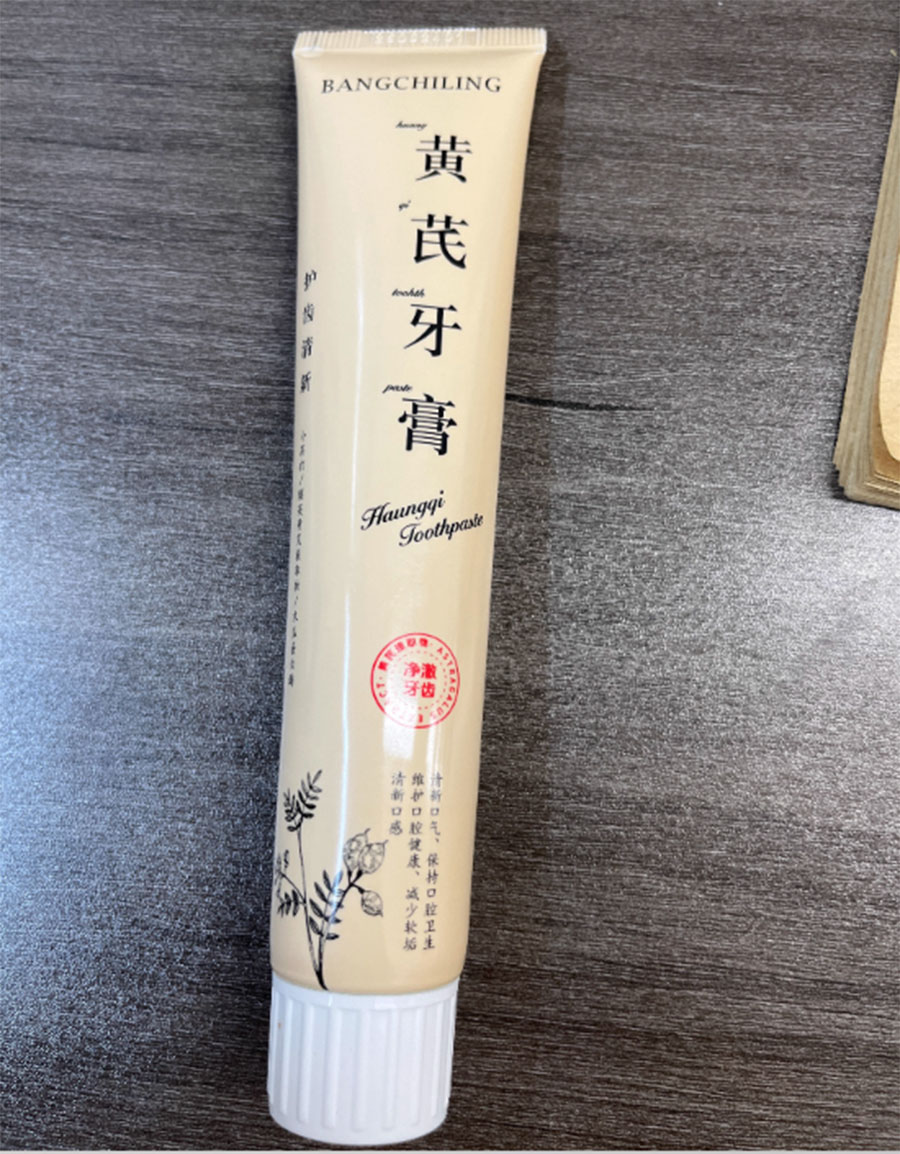 BANGCHILING
huang
黄
qi
芪
toohth
牙
paste
膏
Haungqi
Toothpaste
护齿清新
净澈
牙齿
清新口气、保持口腔卫生
维护口腔健康、减少软垢
清新口感